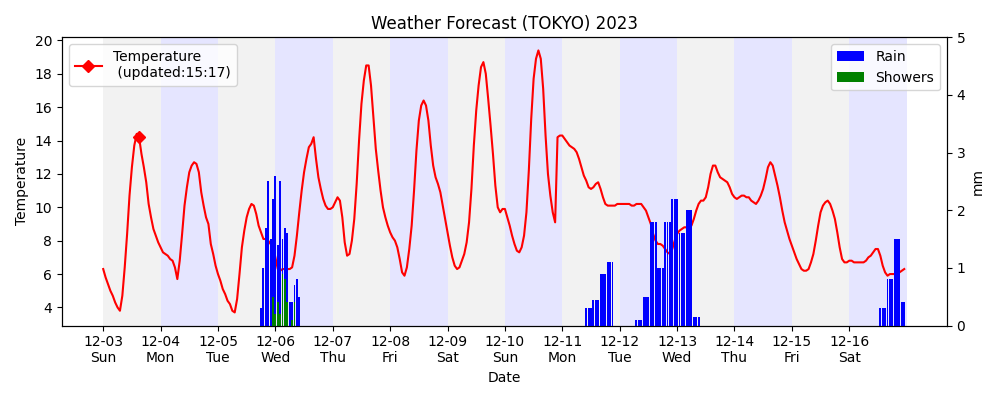 Weather Forecast (TOKYO) 2023
Temperature
(updated:15:17)
Rain
Showers
20
18
16
14
12
10
8
6
4
Temperature
5
4
3
2
1
0
mm
12-03 12-04 12-05 12-06 12-07 12-08 12-09 12-10 12-11 12-12 12-13 12-14 12-15 12-16
Sun Mon Tue Wed Thu Fri Sat Sun Mon Tue Wed Thu Fri Sat
Date